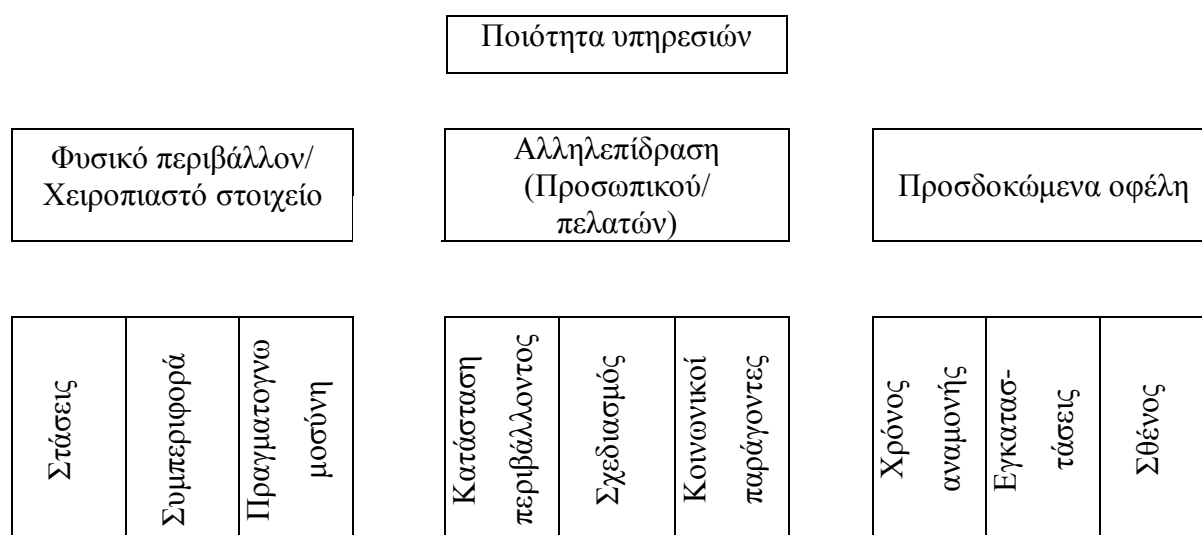 Ποιότητα υπηρεσιών
Φυσικό περιβάλλον/
Χειροπιαστό στοιχείο
Αλληλεπίδραση
(Προσωπικού/
πελατών)
Προσδοκώμενα οφέλη
Στάσεις
Συμπεριφορά
Πραγματογνω
μοσύνη
Κατάσταση
περιβάλλοντος
Σχεδιασμός
Κοινωνικοί
παράγοντες
Χρόνος
αναμονής
Εγκατασ-
τάσεις
Σθένος